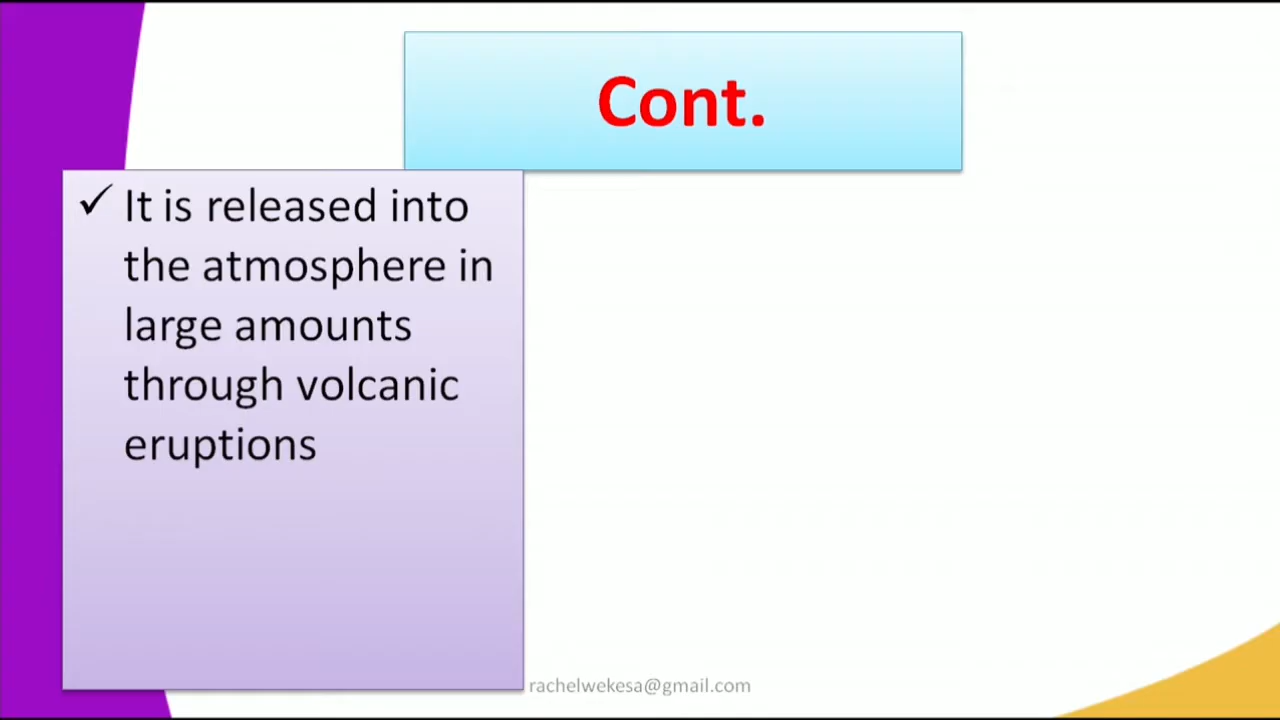 Cont.
✓ It is released into
the atmosphere in
large amounts
through volcanic
eruptions
rachelwekesa@gmail.com